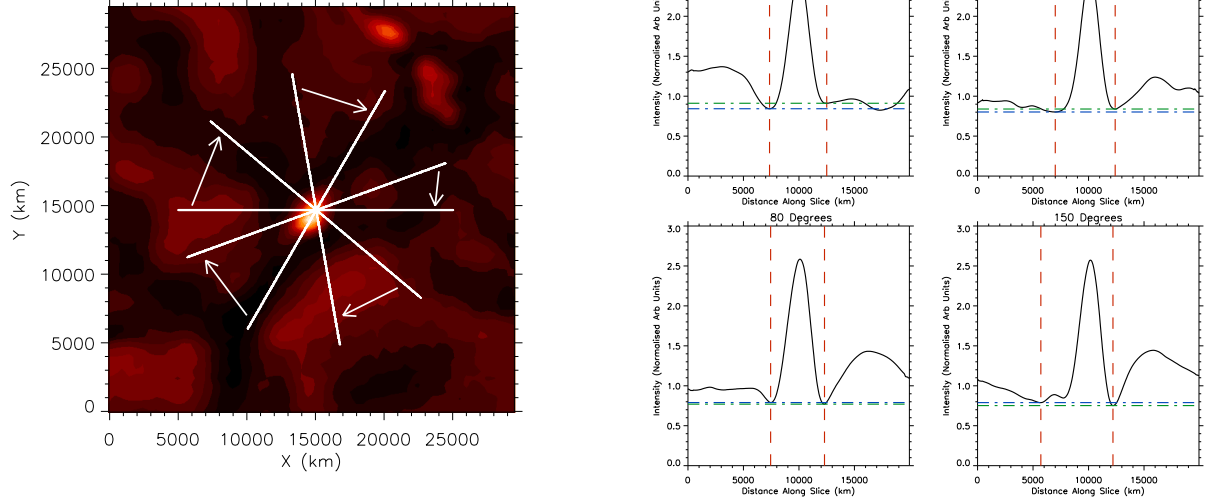 25000
20000
15000
10000
5000
0
Y (km)
0 5000 10000 15000 20000 25000
X (km)
2.0
1.5
1.0
0.5
0.0
Intensity (Normalised Arb Units)
0 5000 10000 15000
Distance Along Slice (km)
2.0
1.5
1.0
0.5
0.0
Intensity (Normalised Arb Units)
0 5000 10000 15000
Distance Along Slice (km)
80 Degrees
3.0
2.5
2.0
1.5
1.0
0.5
0.0
Intensity (Normalised Arb Units)
0 5000 10000 15000
Distance Along Slice (km)
150 Degrees
3.0
2.5
2.0
1.5
1.0
0.5
0.0
Intensity (Normalised Arb Units)
0 5000 10000 15000
Distance Along Slice (km)